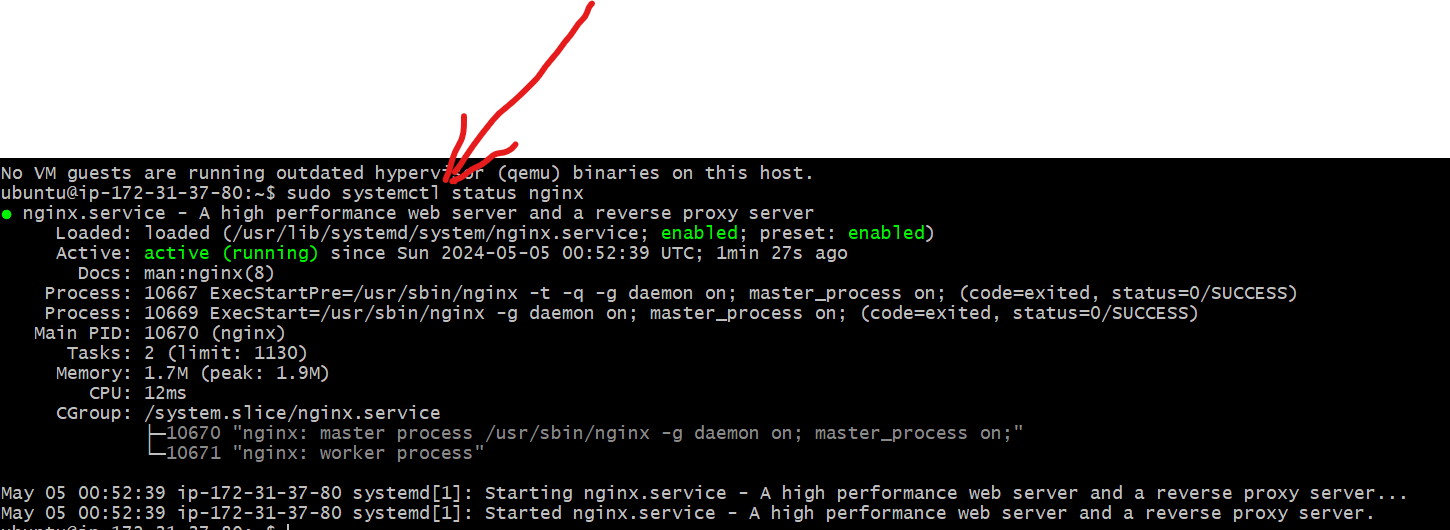 No VM guests are running outdated hypervisor (qemu) binaries on this host.
ubuntu@ip-172-31-37-80:~$ sudo systemctl status nginx
● nginx.service - A high performance web server and a reverse proxy server
Loaded: loaded (/usr/lib/systemd/system/nginx.service; enabled; preset: enabled)
Active: active (running) since Sun 2024-05-05 00:52:39 UTC; 1min 27s ago
Docs: man:nginx(8)
Process: 10667 ExecStartPre=/usr/sbin/nginx -t -q -g daemon on; master_process on; (code=exited, status=0/SUCCESS)
Process: 10669 ExecStart=/usr/sbin/nginx -g daemon on; master_process on; (code=exited, status=0/SUCCESS)
Main PID: 10670 (nginx)
Tasks: 2 (limit: 1130)
Memory: 1.7M (peak: 1.9M)
CPU: 12ms
CGroup: /system.slice/nginx.service
├─10670 "nginx: master process /usr/sbin/nginx -g daemon on; master_process on;"
└─10671 "nginx: worker process"
May 05 00:52:39 ip-172-31-37-80 systemd[1]: Starting nginx.service - A high performance web server and a reverse proxy server...
May 05 00:52:39 ip-172-31-37-80 systemd[1]: Started nginx.service - A high performance web server and a reverse proxy server.
ubuntu@ip-172-31-37-80:~$